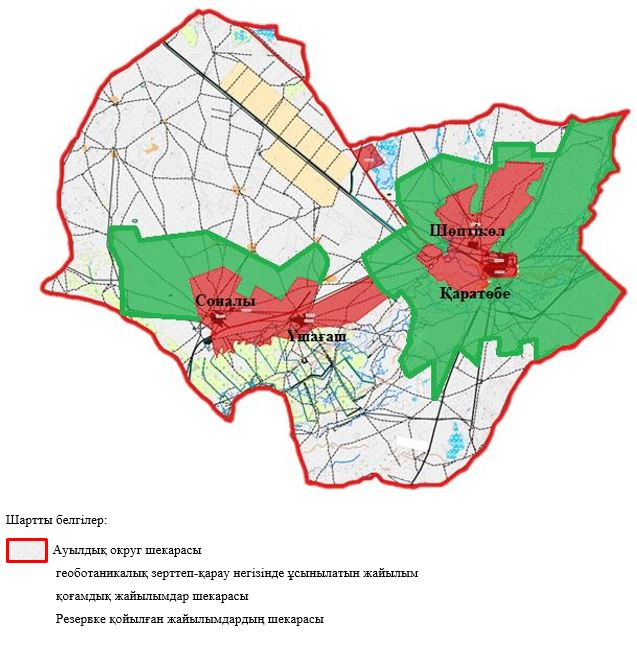 Шөптікөл
Қаратөбе
Соналы
Ұшағаш
Шартты белгілер:
Ауылдық округ шекарасы
геоботаникалық зерттеп-қарау негізінде ұсынылатын жайылым
қоғамдық жайылымдар шекарасы
Резервке қойылған жайылымдардың шекарасы